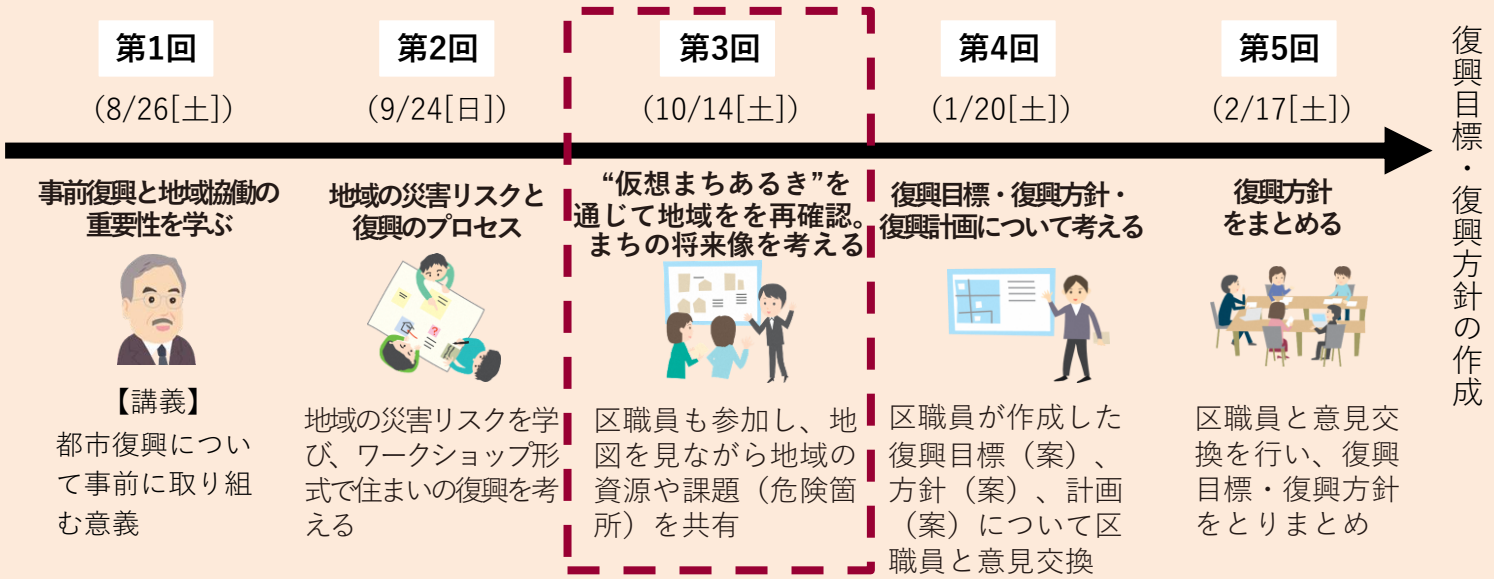 第1回
(8/26[土])
事前復興と地域協働の
重要性を学ぶ
【講義】
都市復興につい
て事前に取り組
む意義
第2回
(9/24[日])
地域の災害リスクと
復興のプロセス
地域の災害リスクを学
び、ワークショップ形
式で住まいの復興を考
える
第3回
(10/14[土])
“仮想まちあるき”を
通じて地域をを再確認。
まちの将来像を考える
区職員も参加し、地
図を見ながら地域の
資源や課題（危険箇
所）を共有
第4回
(1/20[土])
復興目標・復興方針・
復興計画について考える
区職員が作成した
復興目標（案）、
方針（案）、計画
（案）について区
職員と意見交換
第5回
(2/17[土])
復興方針
をまとめる
区職員と意見交
換を行い、復興
目標・復興方針
をとりまとめ
復興目標・復興方針の作成